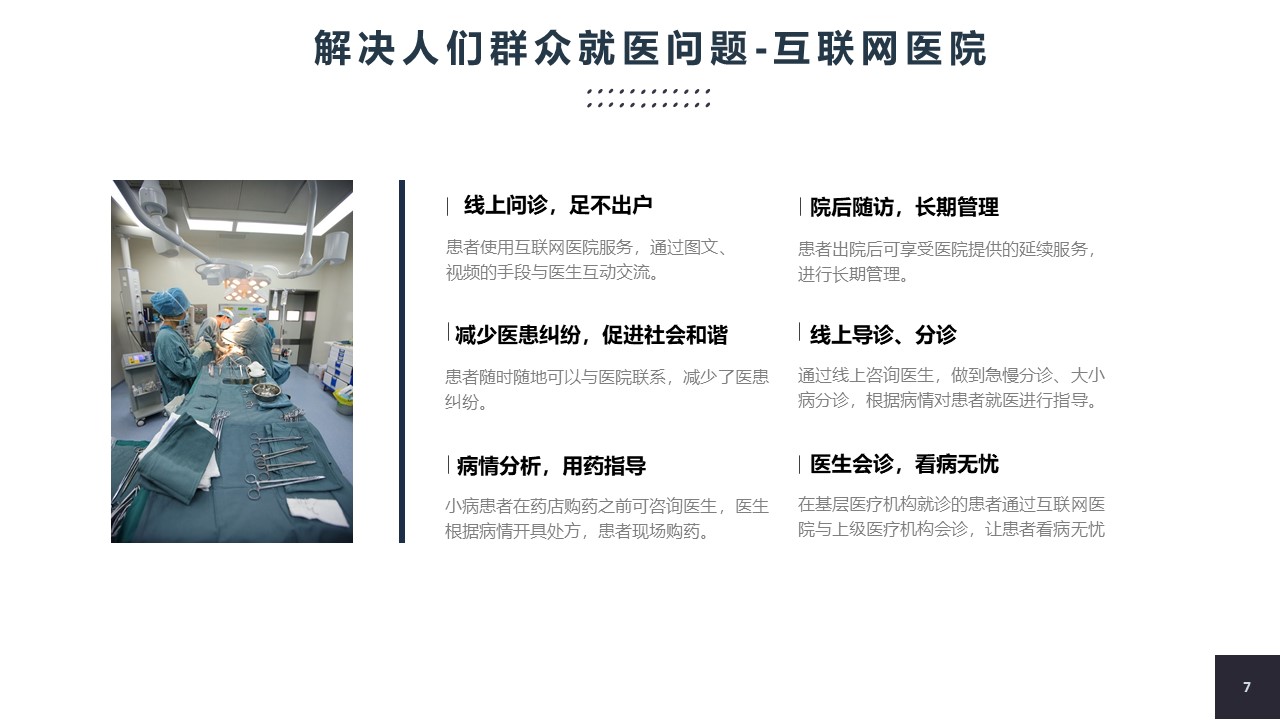 解决人们群众就医问题-互联网医院
线上问诊，足不出户
患者使用互联网医院服务，通过图文、
视频的手段与医生互动交流。
减少医患纠纷，促进社会和谐
患者随时随地可以与医院联系，减少了医患
纠纷。
病情分析，用药指导
小病患者在药店购药之前可咨询医生，医生
根据病情开具处方，患者现场购药。
院后随访，长期管理
患者出院后可享受医院提供的延续服务，
进行长期管理。
线上导诊、分诊
通过线上咨询医生，做到急慢分诊、大小
病分诊，根据病情对患者就医进行指导。
医生会诊，看病无忧
在基层医疗机构就诊的患者通过互联网医
院与上级医疗机构会诊，让患者看病无忧
7